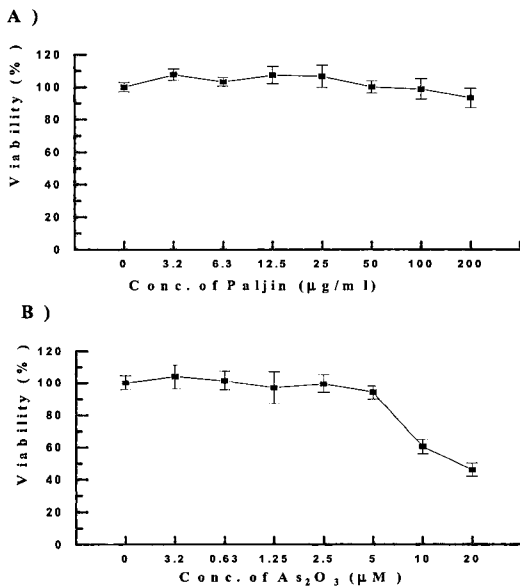 A )
Viability (%)
120
100
80
60
40
20
0
0 3.2 6.3 12.5 25 50 100 200
Conc. of Paljin (μg/ml)
B )
Viability (%)
120
100
80
60
40
20
0
0 3.2 0.63 1.25 2.5 5 10 20
Conc. of As₂O₃ (μM)